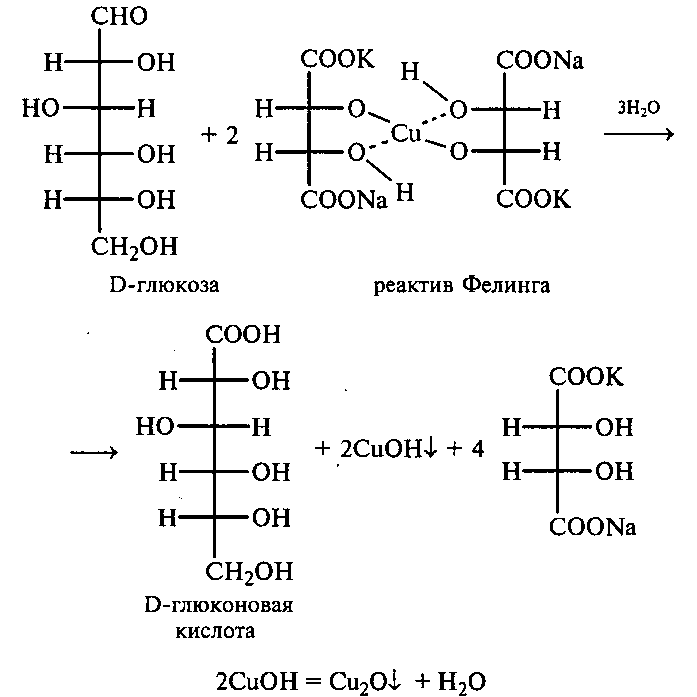 CHO
H OH
HO H
H OH
H OH
CH₂OH
D-глюкоза
+ 2
COOK
H O
H O
COONa
H
Cu
H
COONa
O H
O H
COOK
реактив Фелинга
3H₂O
COOH
H OH
HO H
H OH
H OH
CH₂OH
D-глюконовая
кислота
+ 2CuOH↓ + 4
COOK
H OH
H OH
COONa
2CuOH = Cu₂O↓ + H₂O